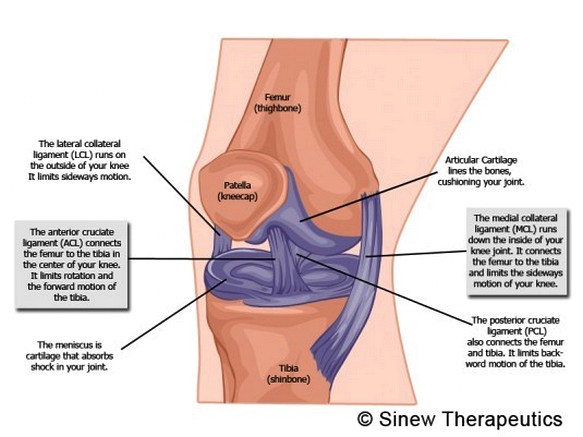 Femur
(thighbone)
The lateral collateral
ligament (LCL) runs on
the outside of your knee
It limits sideways motion.
Patella
(kneecap)
Articular Cartilage
lines the bones,
cushioning your joint.
The anterior cruciate
ligament (ACL) connects
the femur to the tibia in
the center of your knee.
It limits rotation and
the forward motion of
the tibia.
The medial collateral
ligament (MCL) runs
down the inside of your
knee joint. It connects
the femur to the tibia
and limits the sideways
motion of your knee.
The meniscus is
cartilage that absorbs
shock in your joint.
The posterior cruciate
ligament (PCL)
also connects the femur
and tibia. It limits back-
word motion of the tibia.
Tibia
(shinbone)
© Sinew Therapeutics